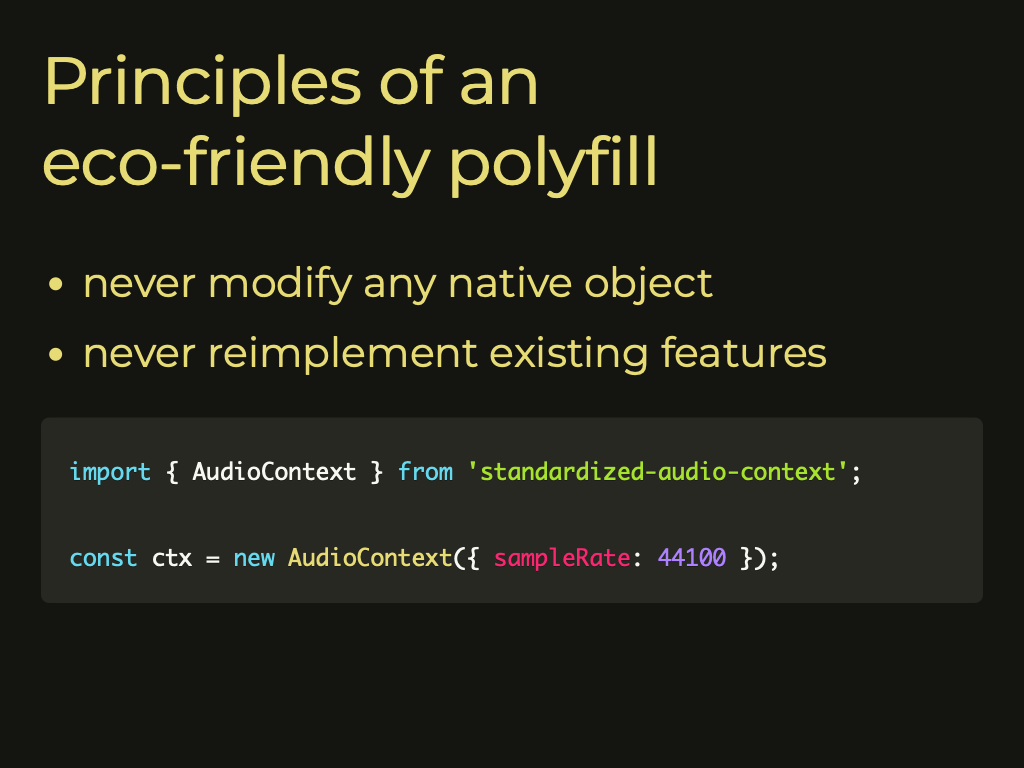 Principles of an
eco-friendly polyfill
• never modify any native object
• never reimplement existing features
import { AudioContext } from 'standardized-audio-context';
const ctx = new AudioContext({ sampleRate: 44100 });